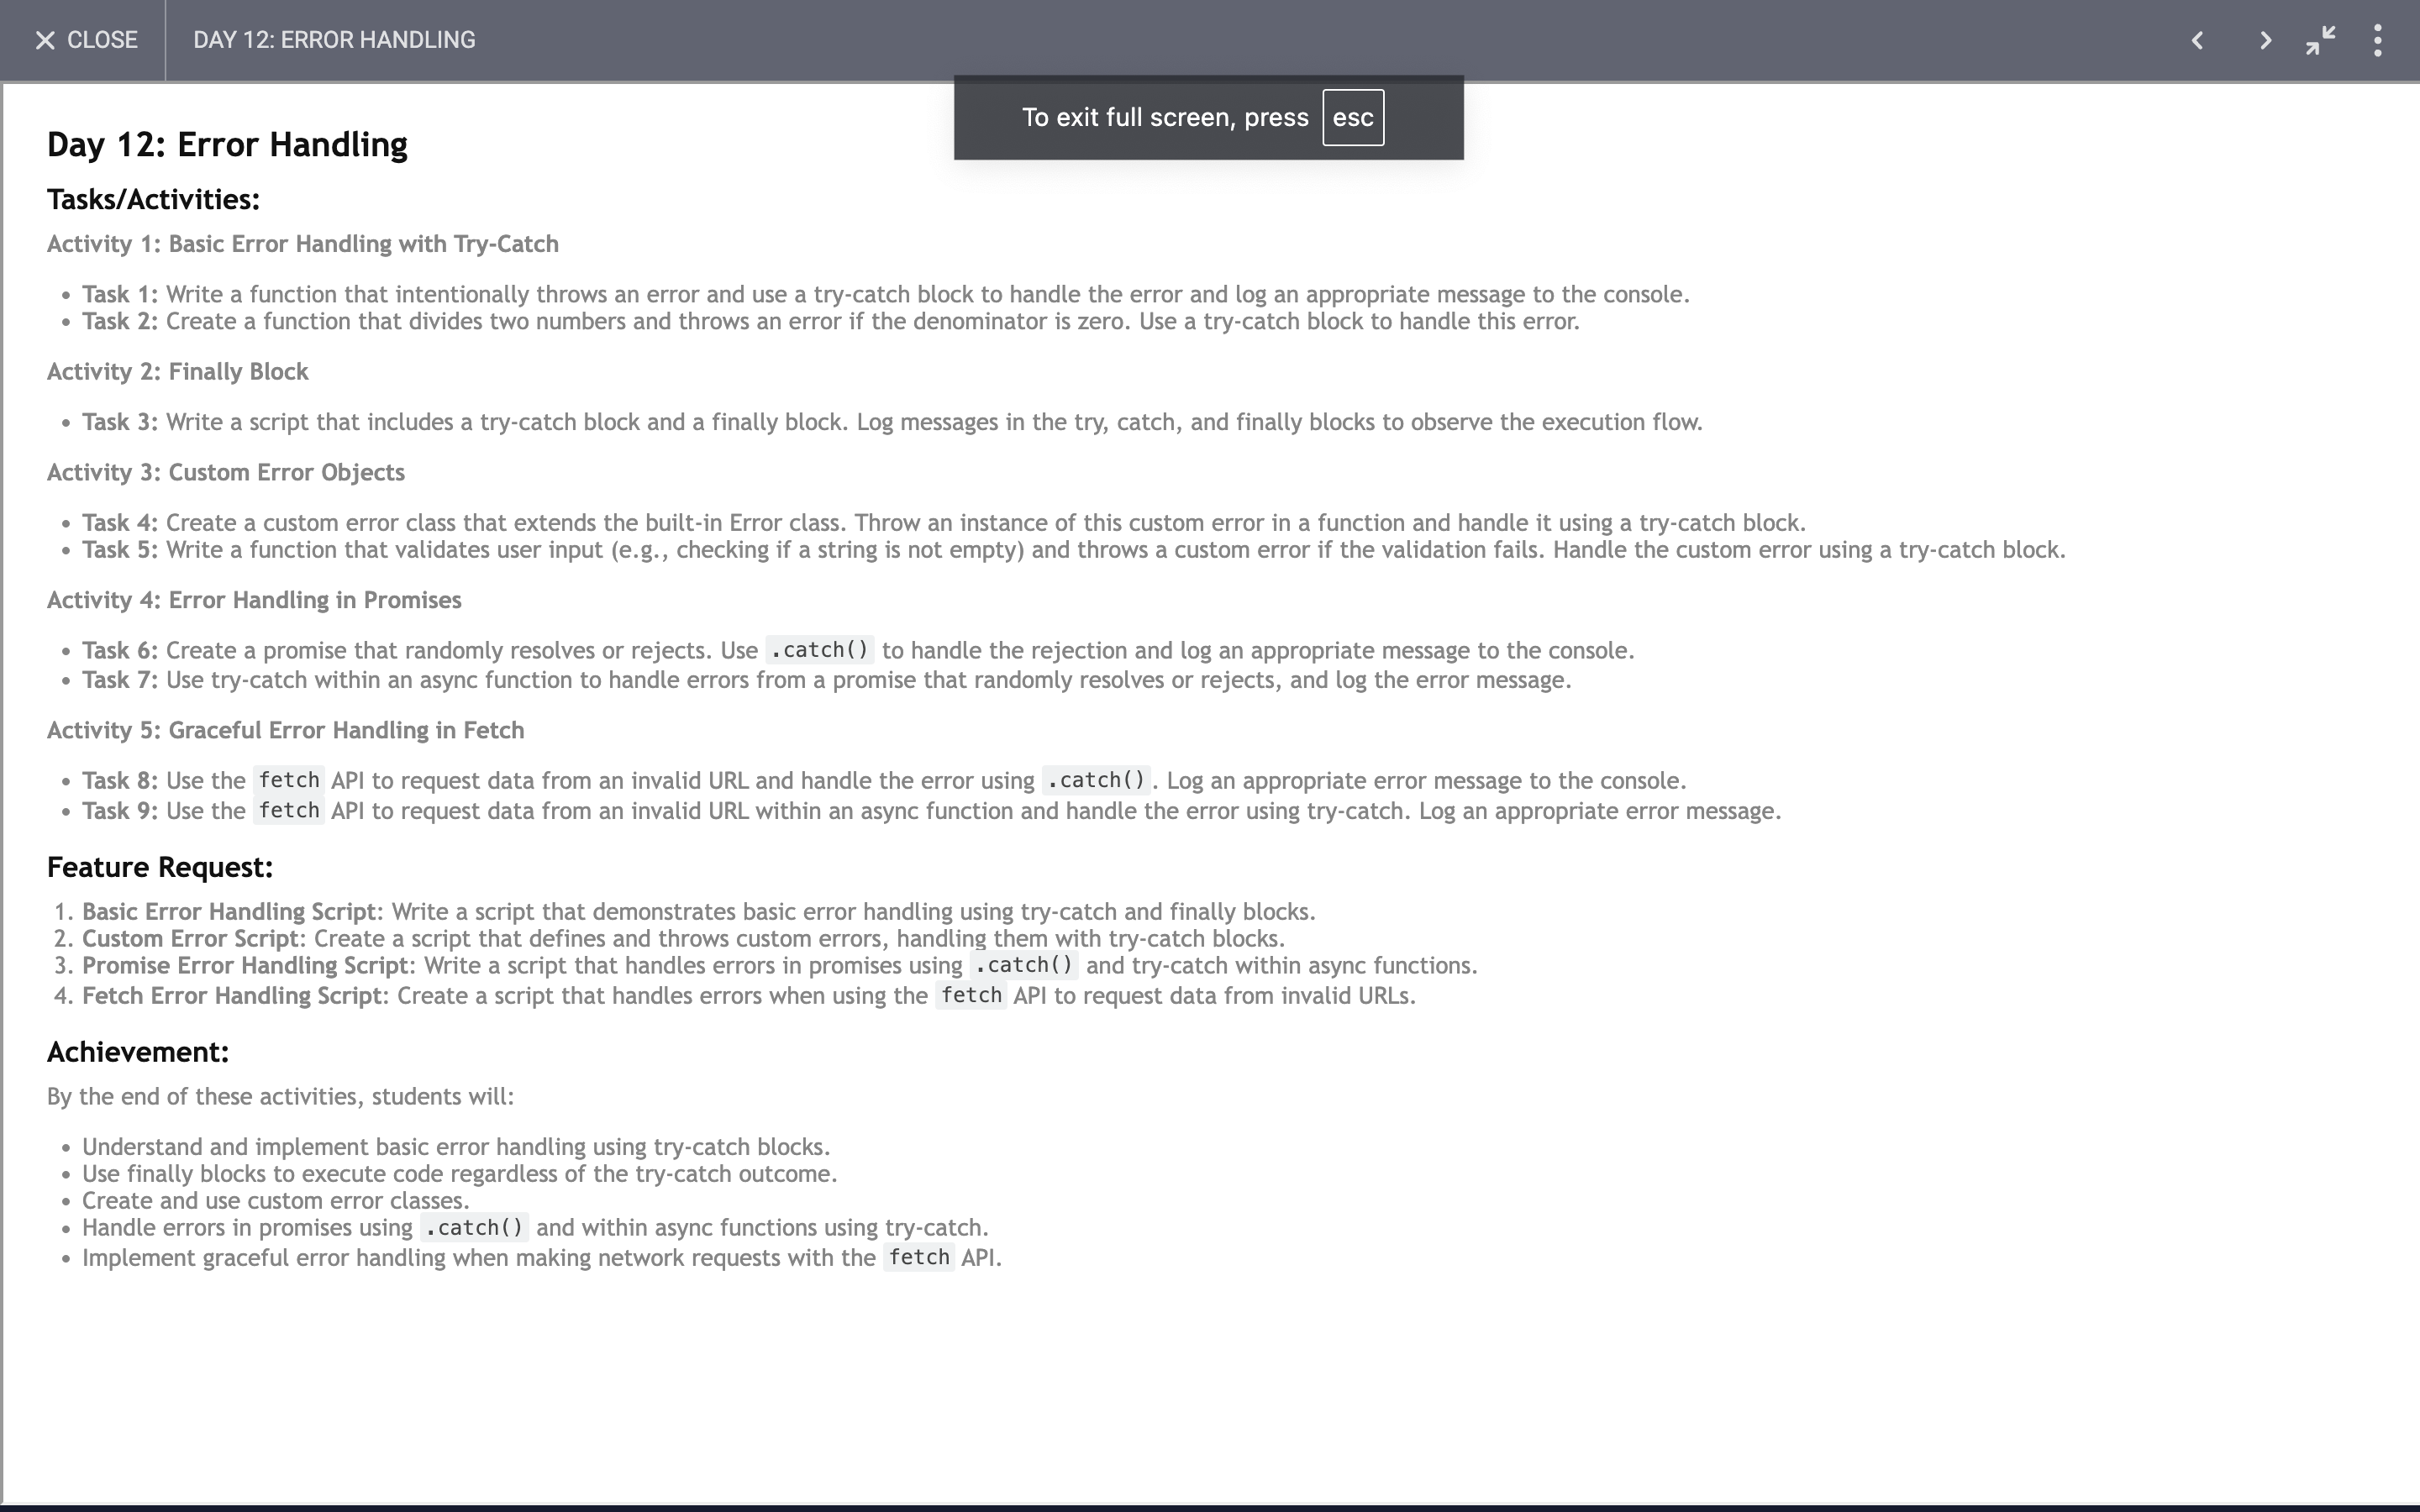 CLOSE
DAY 12: ERROR HANDLING
To exit full screen, press esc
Day 12: Error Handling
Tasks/Activities:
Activity 1: Basic Error Handling with Try-Catch
• Task 1: Write a function that intentionally throws an error and use a try-catch block to handle the error and log an appropriate message to the console.
• Task 2: Create a function that divides two numbers and throws an error if the denominator is zero. Use a try-catch block to handle this error.
Activity 2: Finally Block
• Task 3: Write a script that includes a try-catch block and a finally block. Log messages in the try, catch, and finally blocks to observe the execution flow.
Activity 3: Custom Error Objects
• Task 4: Create a custom error class that extends the built-in Error class. Throw an instance of this custom error in a function and handle it using a try-catch block.
• Task 5: Write a function that validates user input (e.g., checking if a string is not empty) and throws a custom error if the validation fails. Handle the custom error using a try-catch block.
Activity 4: Error Handling in Promises
• Task 6: Create a promise that randomly resolves or rejects. Use .catch() to handle the rejection and log an appropriate message to the console.
• Task 7: Use try-catch within an async function to handle errors from a promise that randomly resolves or rejects, and log the error message.
Activity 5: Graceful Error Handling in Fetch
• Task 8: Use the fetch API to request data from an invalid URL and handle the error using .catch(). Log an appropriate error message to the console.
• Task 9: Use the fetch API to request data from an invalid URL within an async function and handle the error using try-catch. Log an appropriate error message.
Feature Request:
1. Basic Error Handling Script: Write a script that demonstrates basic error handling using try-catch and finally blocks.
2. Custom Error Script: Create a script that defines and throws custom errors, handling them with try-catch blocks.
3. Promise Error Handling Script: Write a script that handles errors in promises using .catch() and try-catch within async functions.
4. Fetch Error Handling Script: Create a script that handles errors when using the fetch API to request data from invalid URLs.
Achievement:
By the end of these activities, students will:
• Understand and implement basic error handling using try-catch blocks.
• Use finally blocks to execute code regardless of the try-catch outcome.
• Create and use custom error classes.
• Handle errors in promises using .catch() and within async functions using try-catch.
• Implement graceful error handling when making network requests with the fetch API.